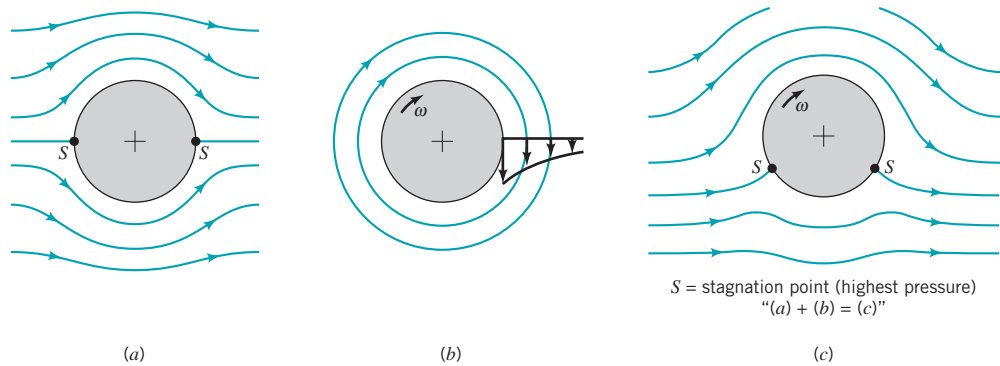 S
S
ω
ω
S
S
S = stagnation point (highest pressure)
“(a) + (b) = (c)”
(a)
(b)
(c)